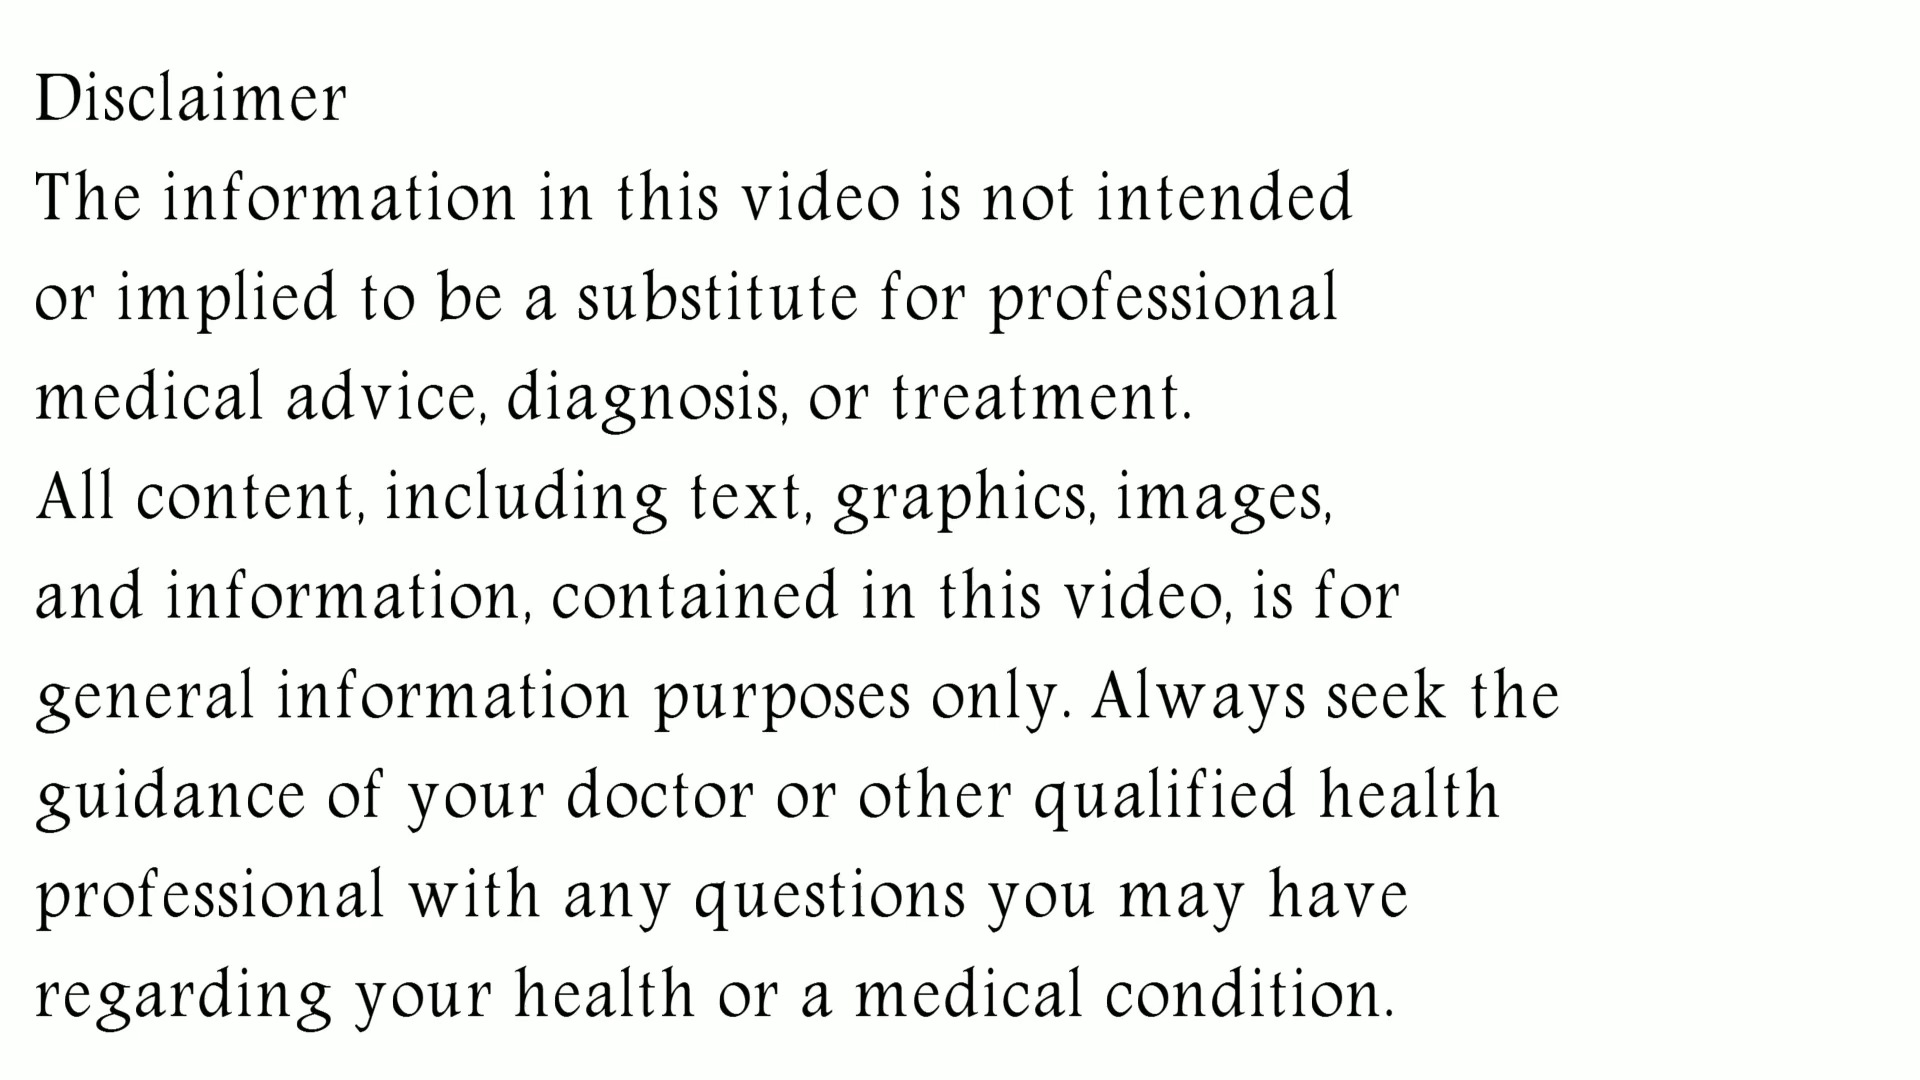 Disclaimer
The information in this video is not intended
or implied to be a substitute for professional
medical advice, diagnosis, or treatment.
All content, including text, graphics, images,
and information, contained in this video, is for
general information purposes only. Always seek the
guidance of your doctor or other qualified health
professional with any questions you may have
regarding your health or a medical condition.